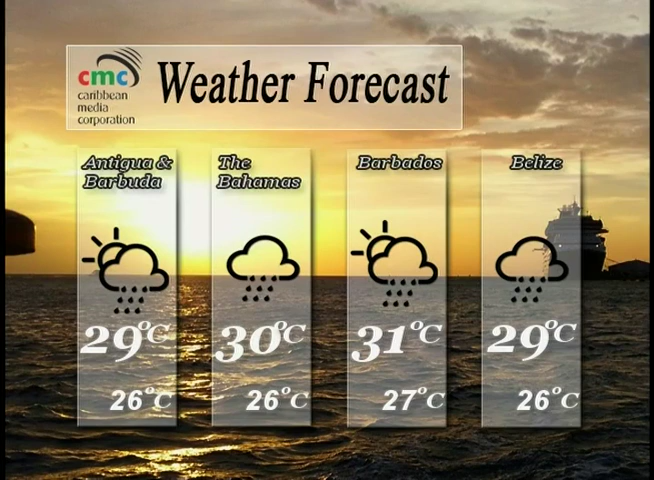 cmc
caribbean
media
corporation
Weather Forecast
Antigua &
Barbuda
29°C
26°C
The
Bahamas
30°C
26°C
Barbados
31°C
27°C
Belize
29°C
26°C